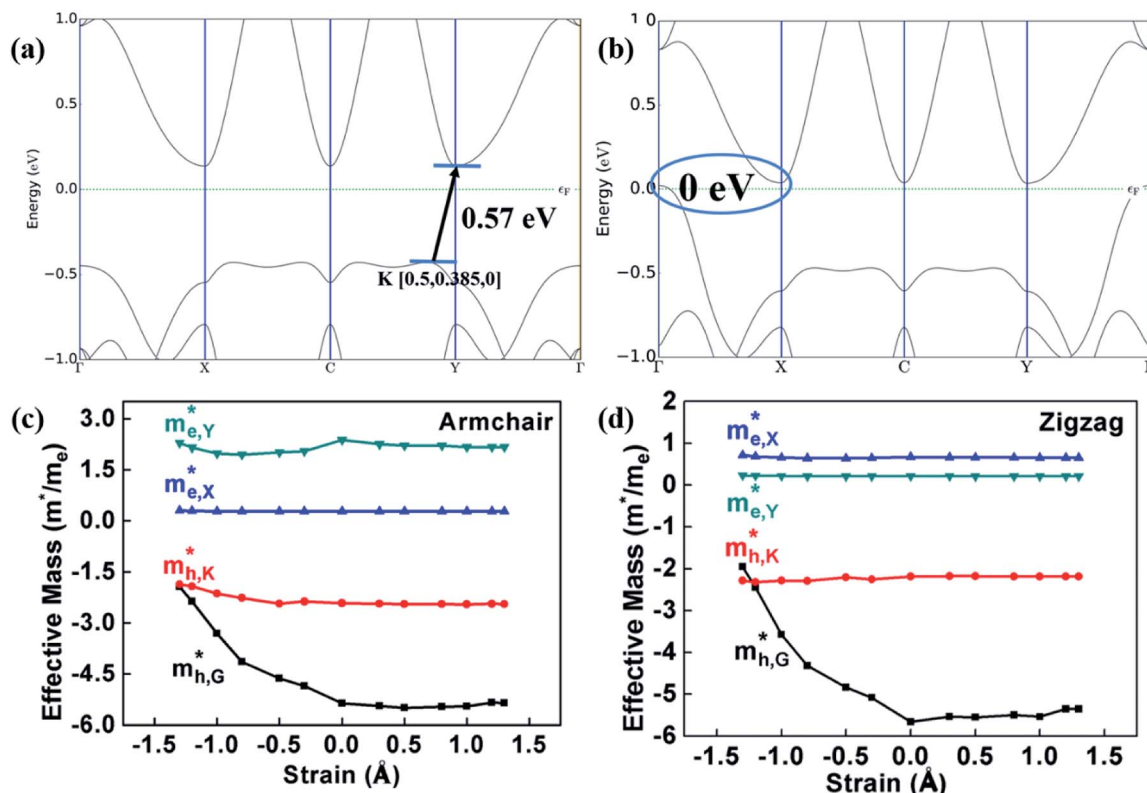 (a)
1.0
0.5
0.0
−0.5
−1.0
Energy (eV)
εF
0.57 eV
K [0.5,0.385,0]
Γ X C Y Γ
(b)
1.0
0.5
0.0
−0.5
−1.0
Energy (eV)
εF
0 eV
Γ X C Y
(c)
Armchair
3.0
1.5
0.0
-1.5
-3.0
-4.5
-6.0
Effective Mass (m*/me)
m*e,Y
m*e,X
m*h,K
m*h,G
-1.5 -1.0 -0.5 0.0 0.5 1.0 1.5
Strain (Å)
(d)
Zigzag
2
1
0
-1
-2
-3
-4
-5
-6
Effective Mass (m*/me)
m*e,X
m*e,Y
m*h,K
m*h,G
-1.5 -1.0 -0.5 0.0 0.5 1.0 1.5
Strain (Å)